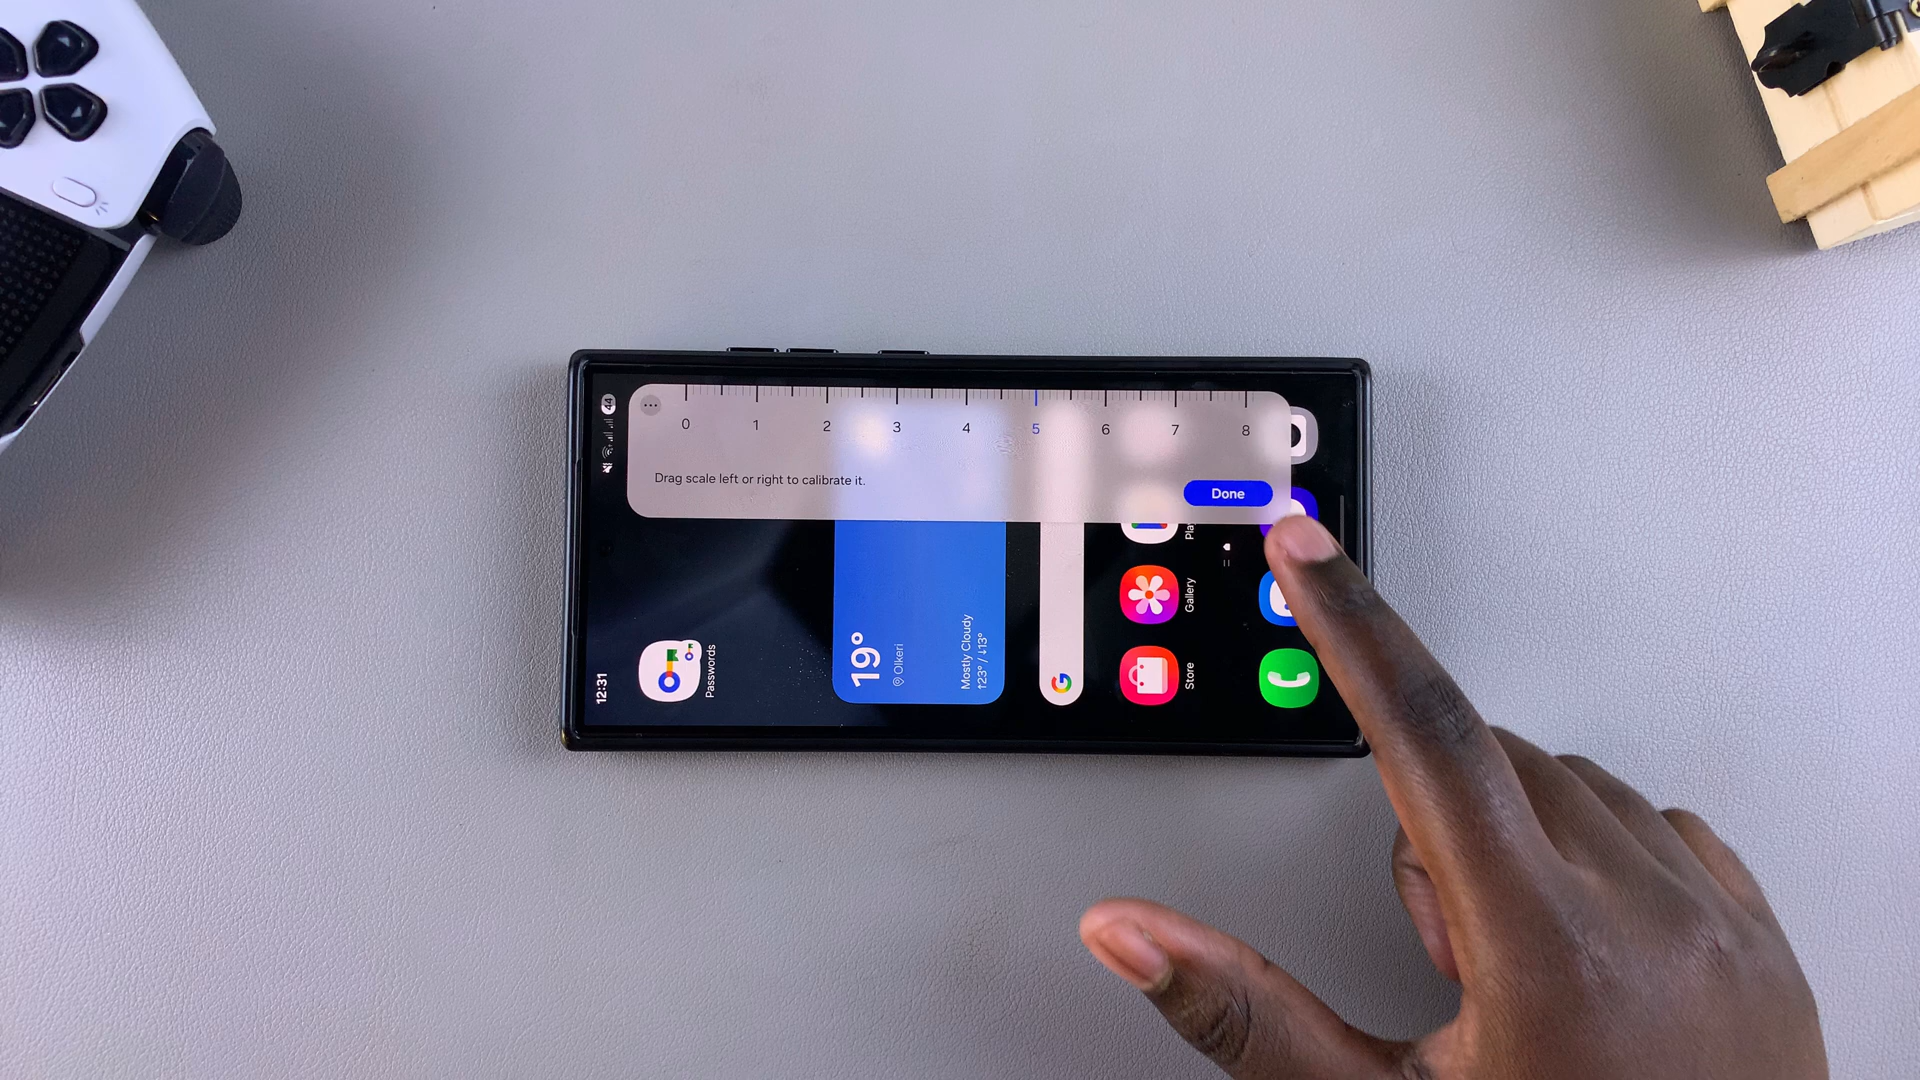 44
0 1 2 3 4 5 6 7 8
Drag scale left or right to calibrate it.
Done
12:31
Passwords
19°
Olkeri
Mostly Cloudy
↑23° / ↓13°
Gallery
Store